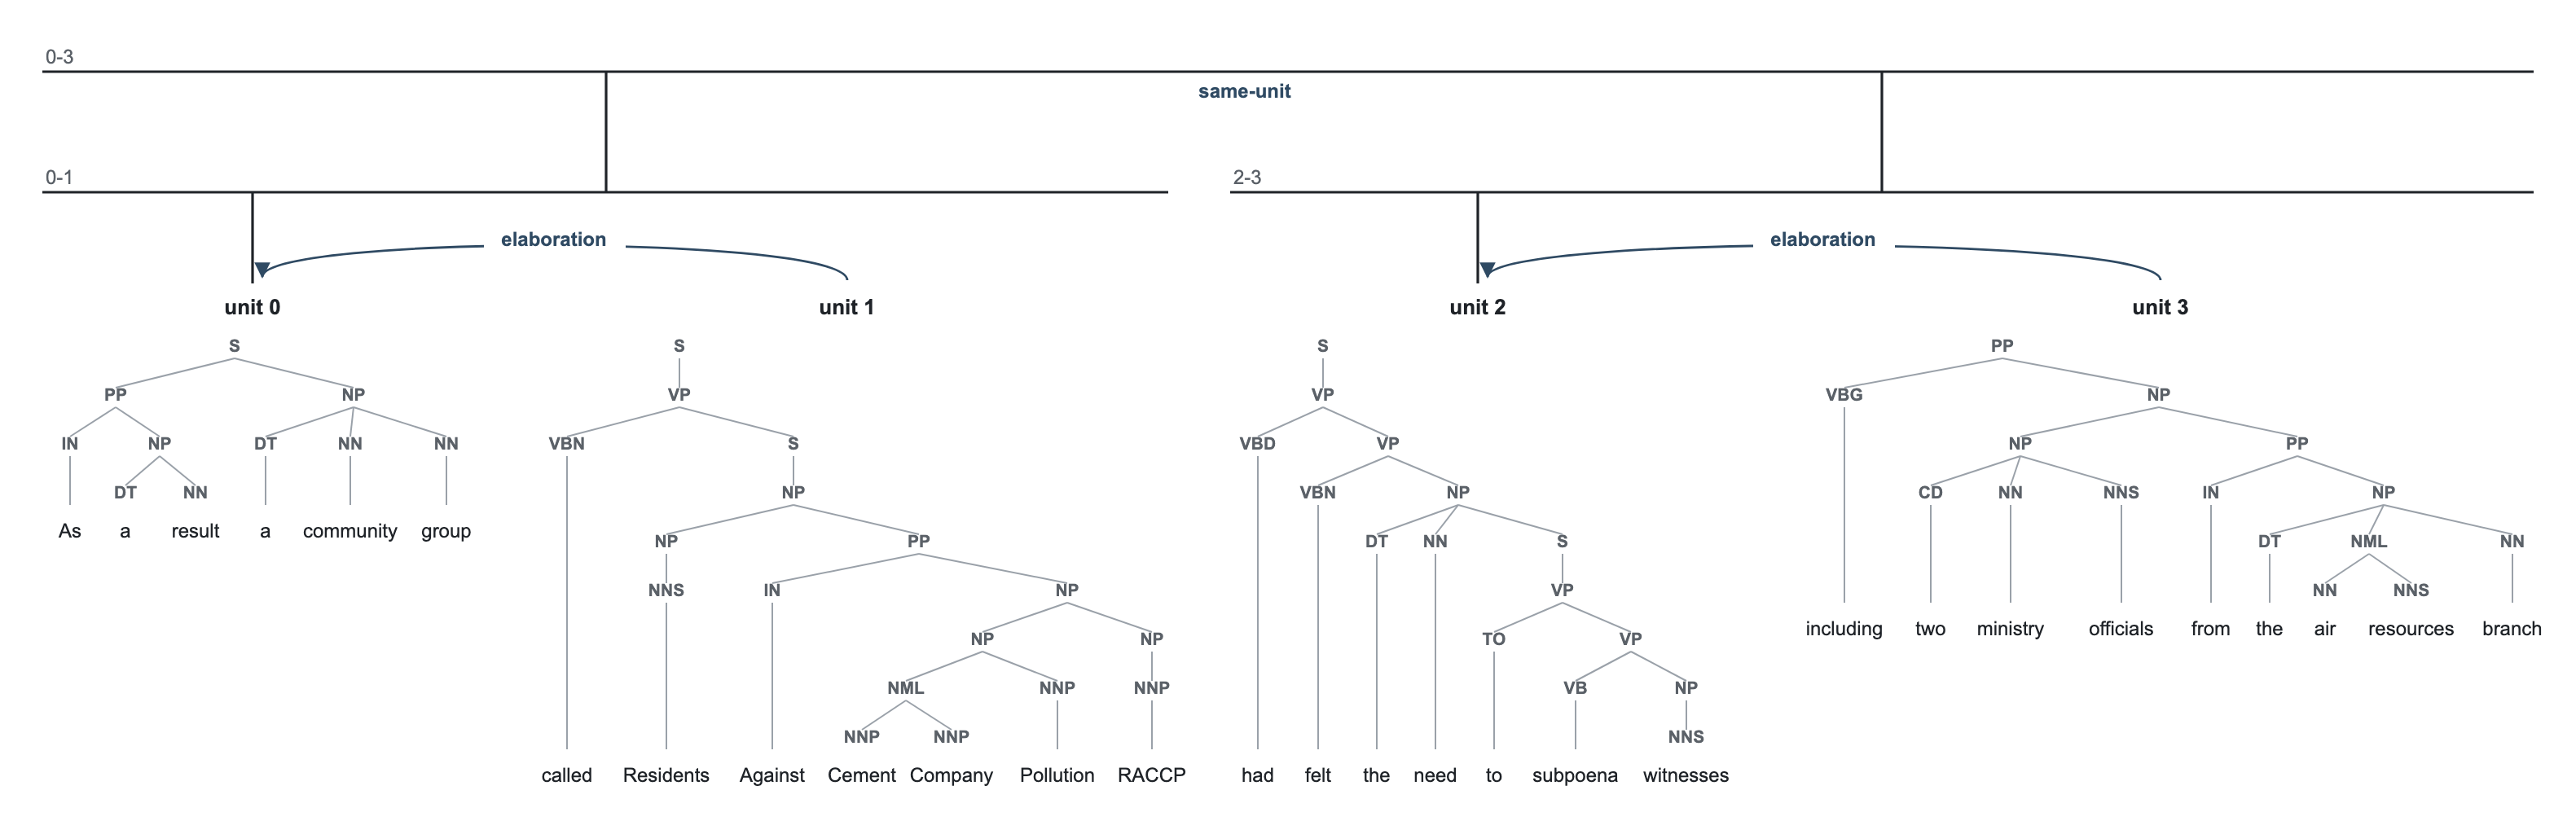 0-3
same-unit
0-1 2-3
elaboration elaboration
unit 0 unit 1 unit 2 unit 3
S S S PP
PP NP VP VP VBG NP
IN NP DT NN NN VBN S VBD VP NP PP
DT NN NP VBN NP CD NN NNS IN NP
As a result a community group
NP PP DT NN S DT NML NN
NNS IN NP VP NN NNS
including two ministry officials from the air resources branch
NP NP TO VP
NML NNP NNP VB NP
NNP NNP NNS
called Residents Against Cement Company Pollution RACCP had felt the need to subpoena witnesses